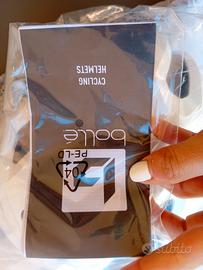 CYCLING
HELMETS
bollé
04
PE-LD
subito